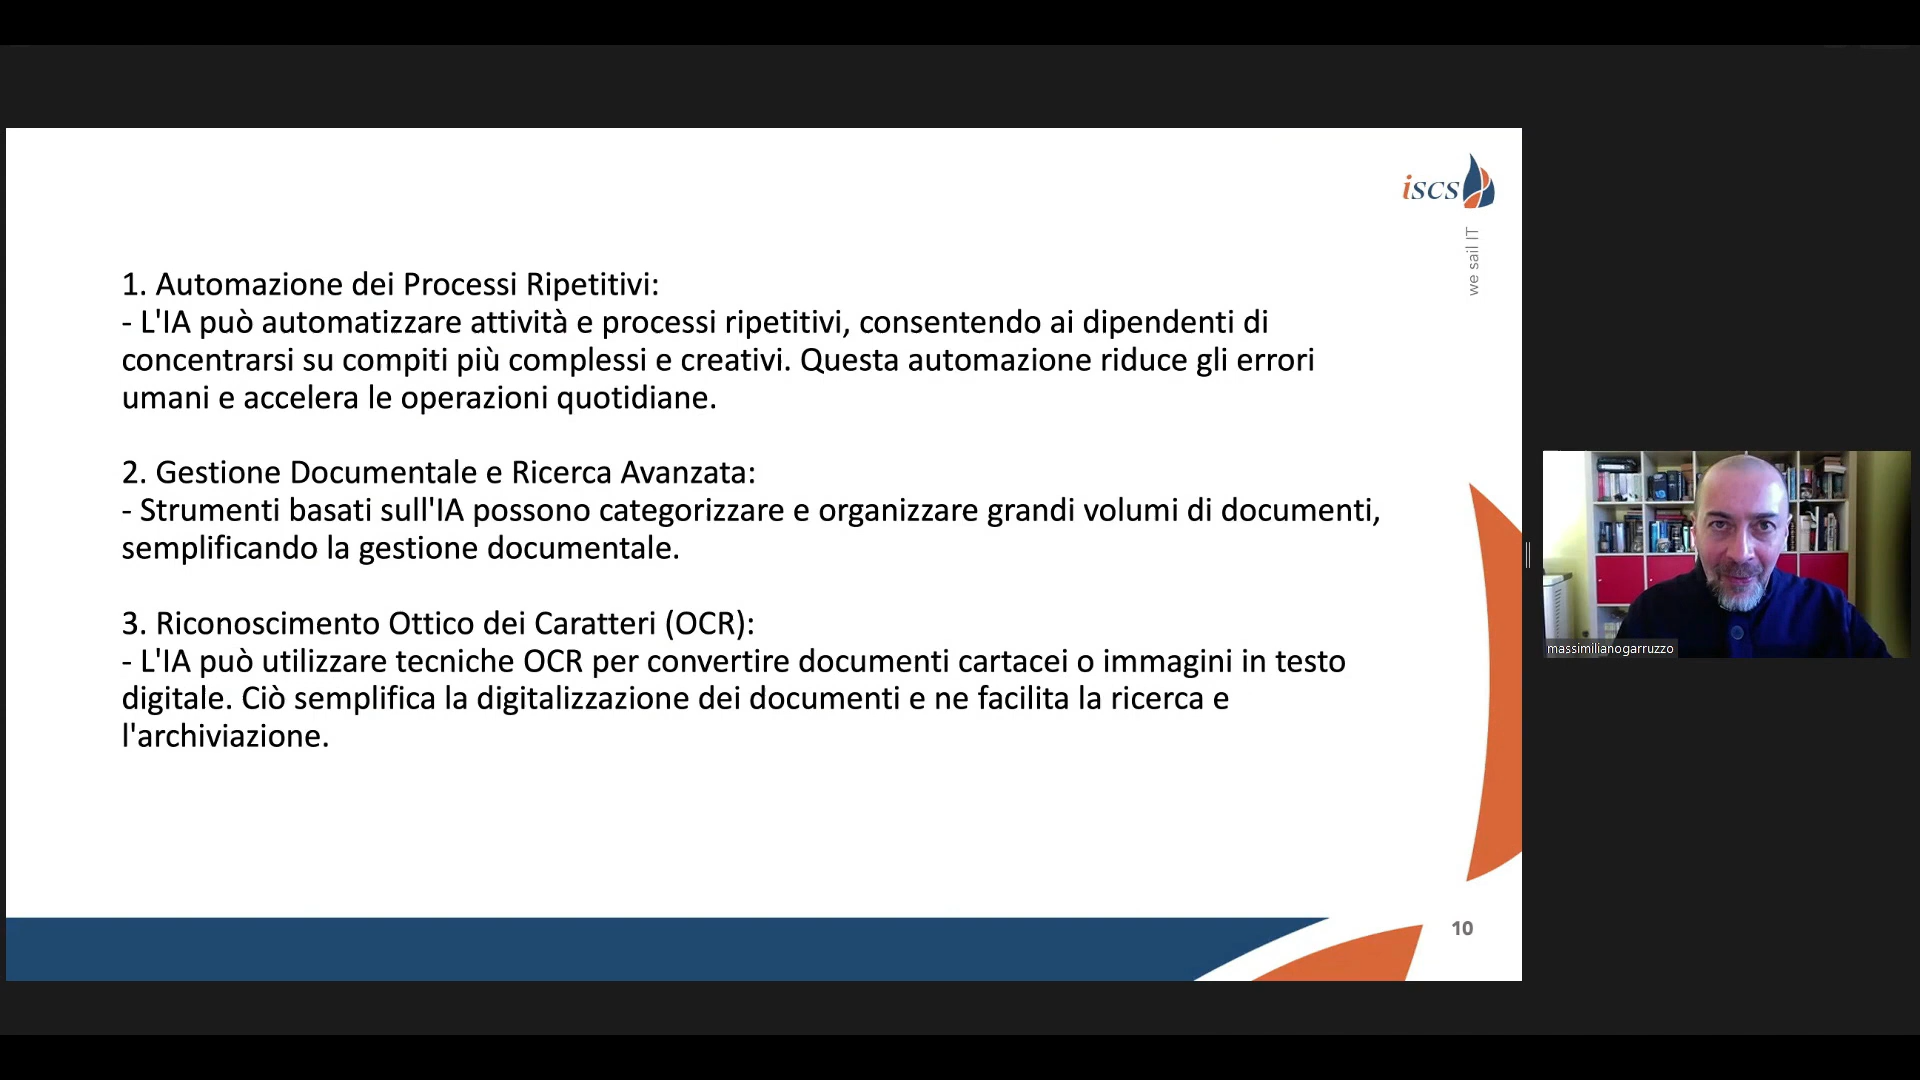 iscs
we sail IT
1. Automazione dei Processi Ripetitivi:
- L'IA può automatizzare attività e processi ripetitivi, consentendo ai dipendenti di
concentrarsi su compiti più complessi e creativi. Questa automazione riduce gli errori
umani e accelera le operazioni quotidiane.
2. Gestione Documentale e Ricerca Avanzata:
- Strumenti basati sull'IA possono categorizzare e organizzare grandi volumi di documenti,
semplificando la gestione documentale.
3. Riconoscimento Ottico dei Caratteri (OCR):
- L'IA può utilizzare tecniche OCR per convertire documenti cartacei o immagini in testo
digitale. Ciò semplifica la digitalizzazione dei documenti e ne facilita la ricerca e
l'archiviazione.
10
massimilianogarruzzo